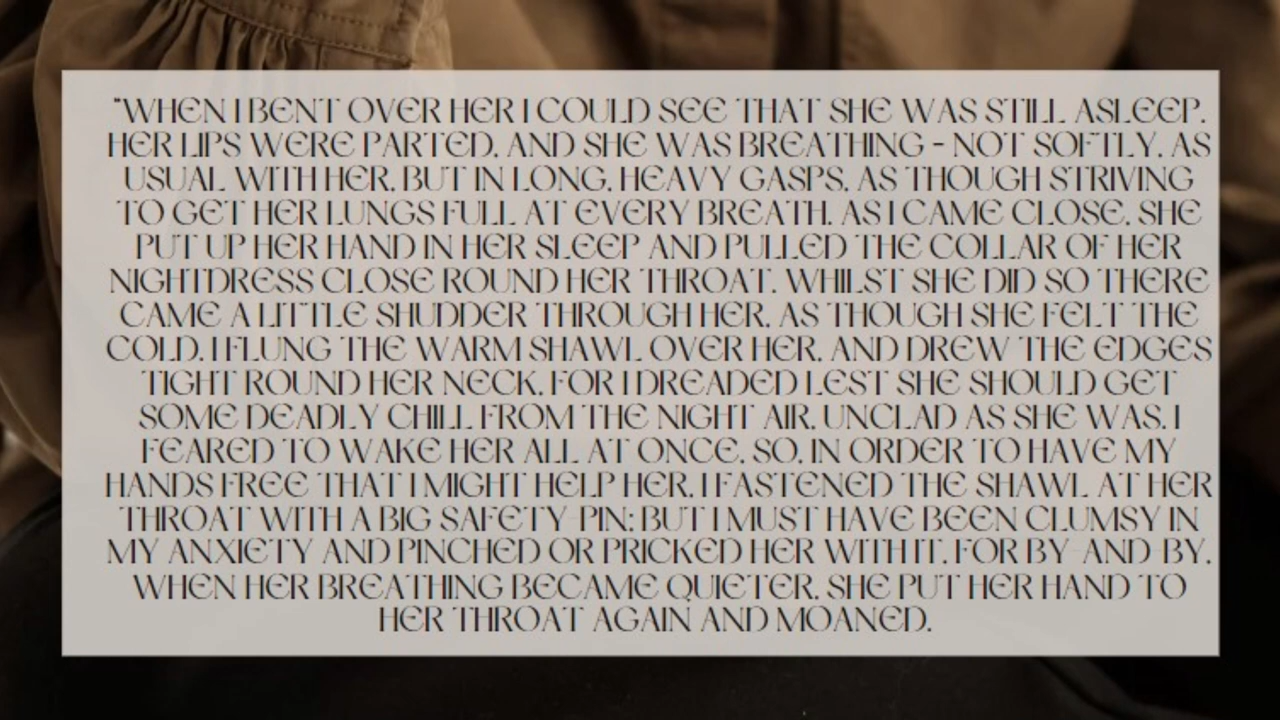 "WHEN I BENT OVER HER I COULD SEE THAT SHE WAS STILL ASLEEP.
HER LIPS WERE PARTED, AND SHE WAS BREATHING - NOT SOFTLY, AS
USUAL WITH HER, BUT IN LONG, HEAVY GASPS, AS THOUGH STRIVING
TO GET HER LUNGS FULL AT EVERY BREATH. AS I CAME CLOSE, SHE
PUT UP HER HAND IN HER SLEEP AND PULLED THE COLLAR OF HER
NIGHTDRESS CLOSE ROUND HER THROAT. WHILST SHE DID SO THERE
CAME A LITTLE SHUDDER THROUGH HER, AS THOUGH SHE FELT THE
COLD. I FLUNG THE WARM SHAWL OVER HER, AND DREW THE EDGES
TIGHT ROUND HER NECK, FOR I DREADED LEST SHE SHOULD GET
SOME DEADLY CHILL FROM THE NIGHT AIR, UNCLAD AS SHE WAS. I
FEARED TO WAKE HER ALL AT ONCE, SO, IN ORDER TO HAVE MY
HANDS FREE THAT I MIGHT HELP HER, I FASTENED THE SHAWL AT HER
THROAT WITH A BIG SAFETY-PIN; BUT I MUST HAVE BEEN CLUMSY IN
MY ANXIETY AND PINCHED OR PRICKED HER WITH IT, FOR BY-AND-BY,
WHEN HER BREATHING BECAME QUIETER, SHE PUT HER HAND TO
HER THROAT AGAIN AND MOANED.